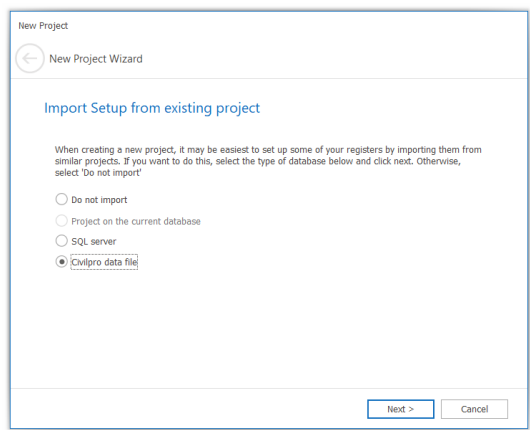 New Project
New Project Wizard
Import Setup from existing project
When creating a new project, it may be easiest to set up some of your registers by importing them from
similar projects. If you want to do this, select the type of database below and click next. Otherwise,
select 'Do not import'
Do not import
Project on the current database
SQL server
Civilpro data file
Next >
Cancel